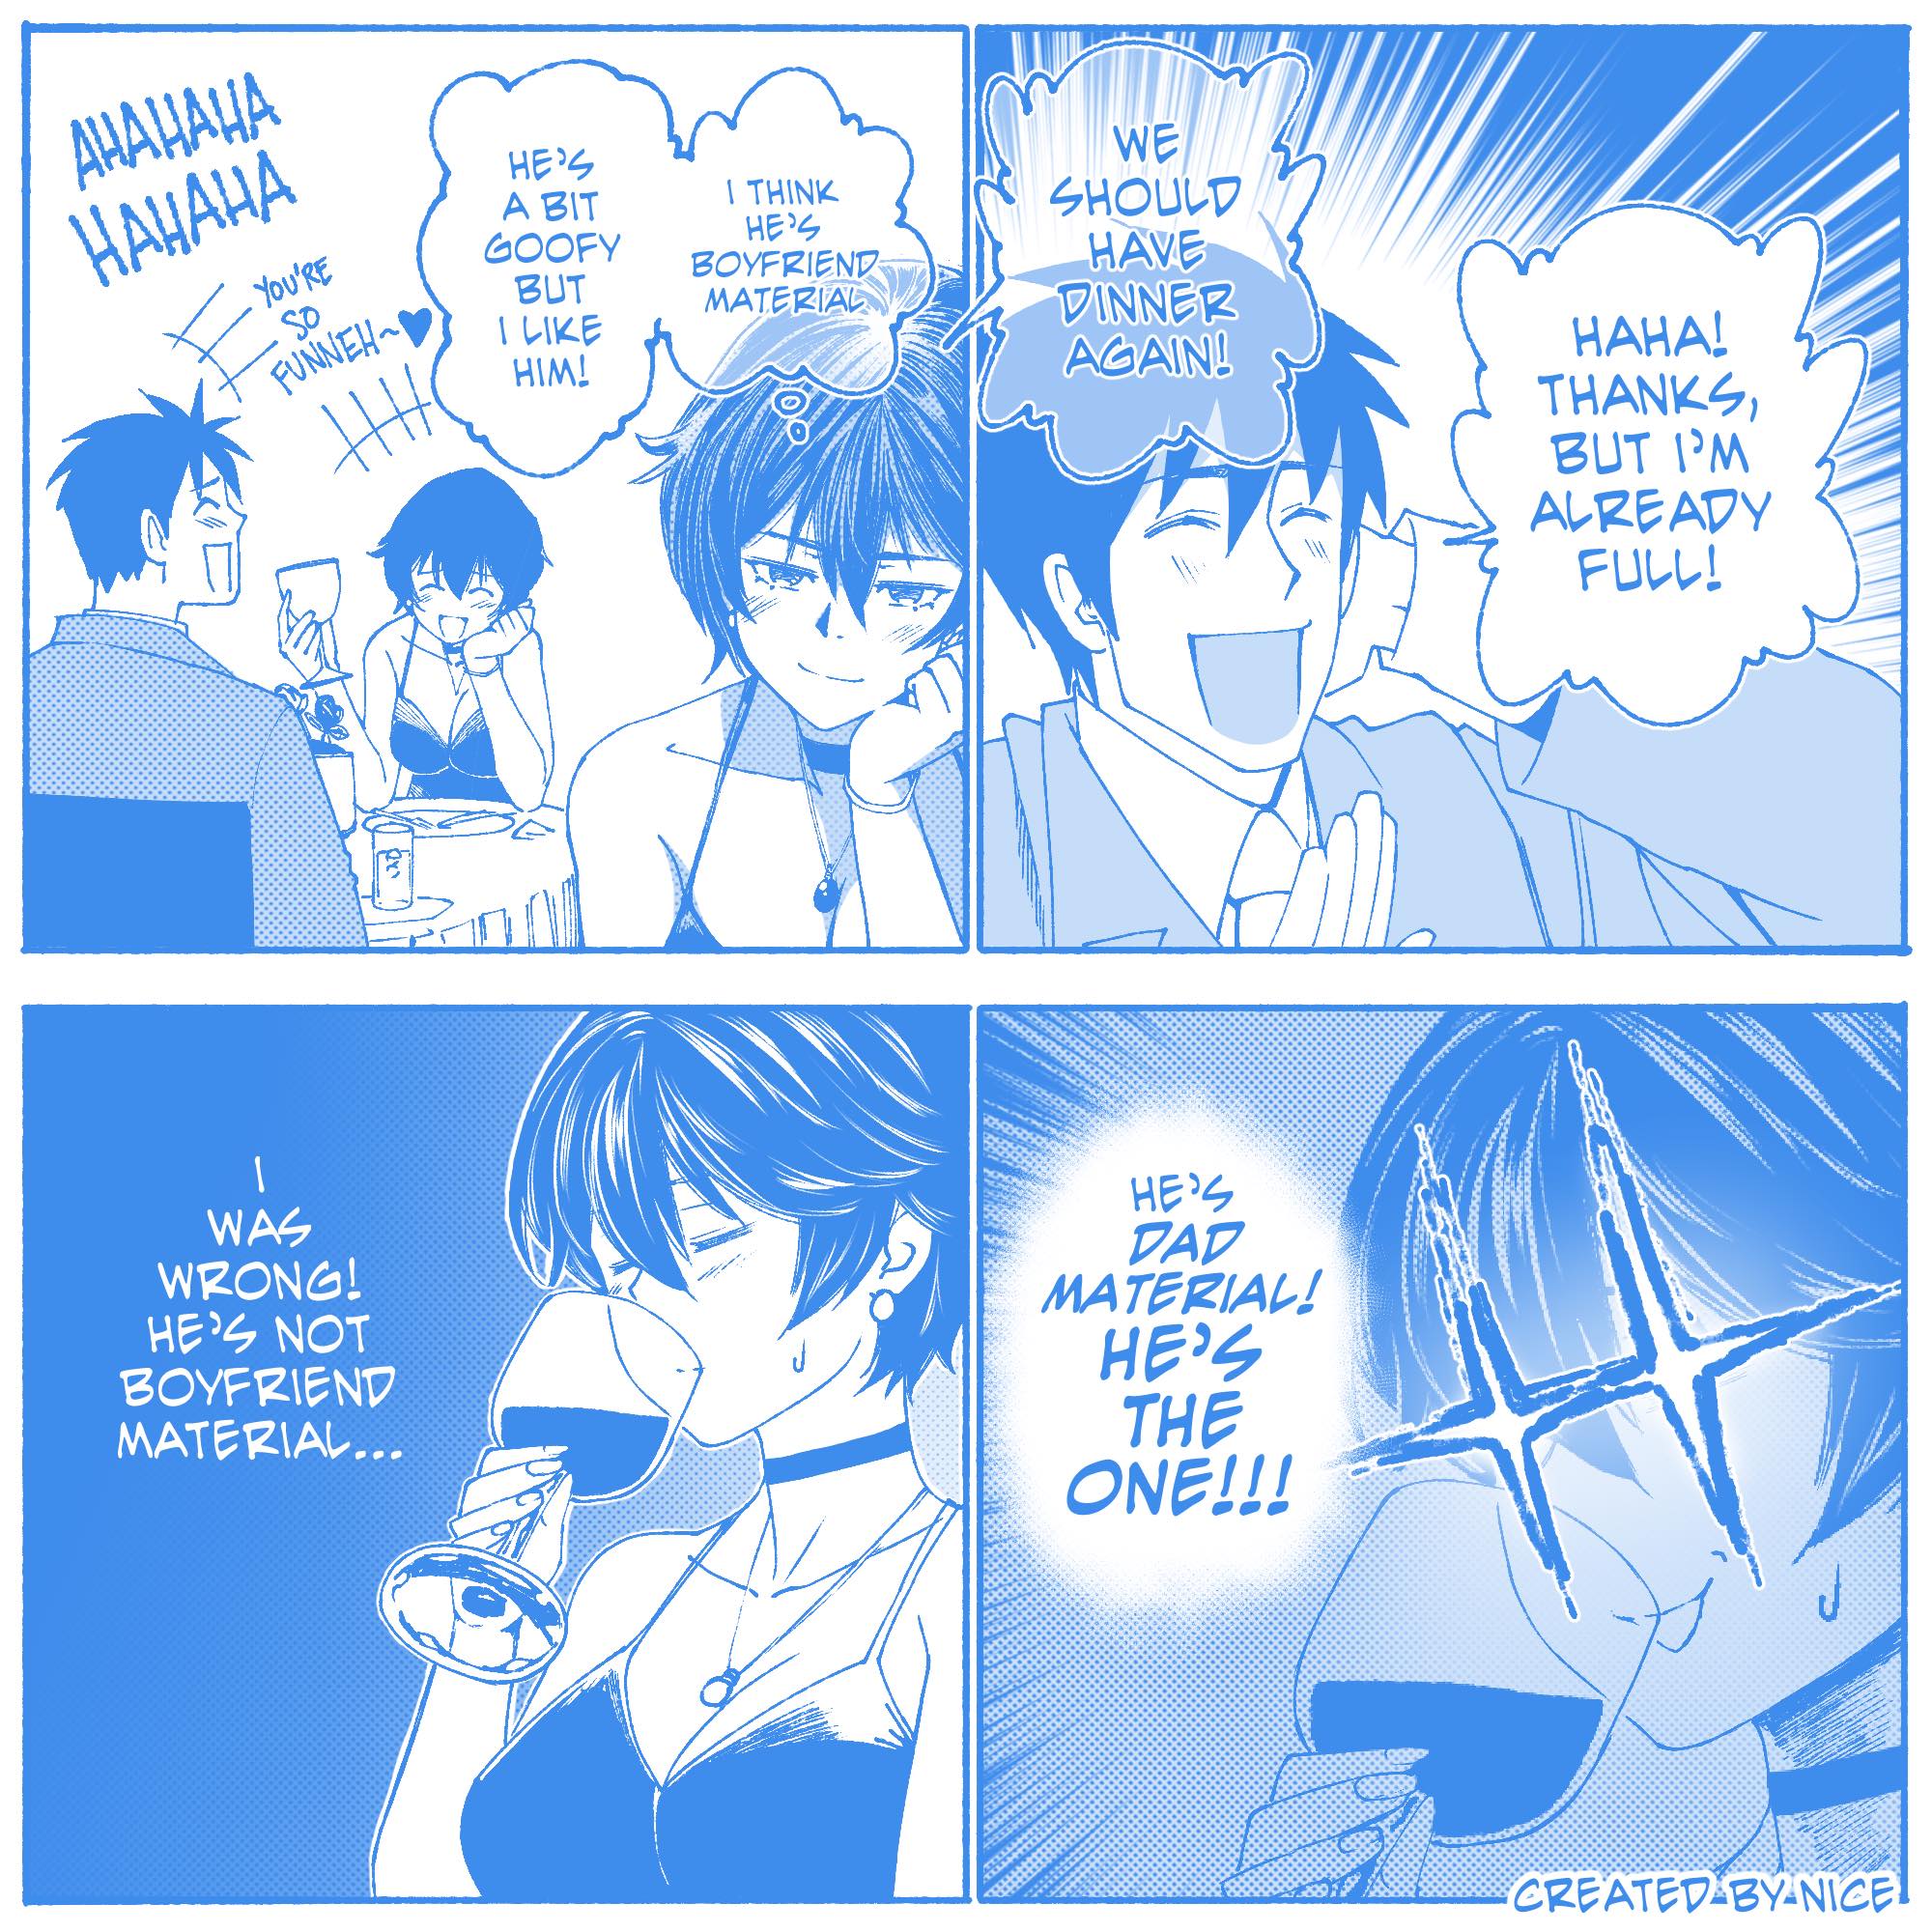 AHAHAHA
HAHAHA
YOU'RE
SO
FUNNEH~♥
HE'S
A BIT
GOOFY
BUT
I LIKE
HIM!
I THINK
HE'S
BOYFRIEND
MATERIAL
WE
SHOULD
HAVE
DINNER
AGAIN!
HAHA!
THANKS,
BUT I'M
ALREADY
FULL!
I
WAS
WRONG!
HE'S NOT
BOYFRIEND
MATERIAL...
HE'S
DAD
MATERIAL!
HE'S
THE
ONE!!!
CREATED BY NICE